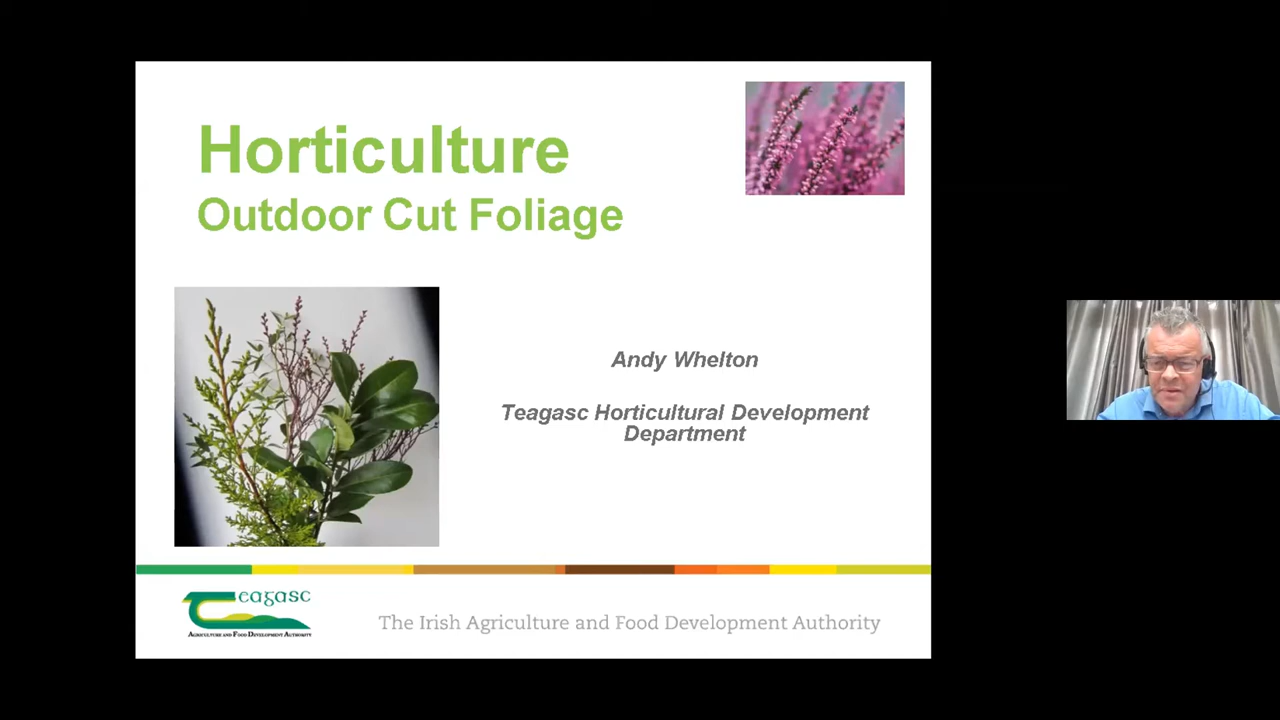 Horticulture
Outdoor Cut Foliage
Andy Whelton
Teagasc Horticultural Development
Department
Teagasc
AGRICULTURE AND FOOD DEVELOPMENT AUTHORITY
The Irish Agriculture and Food Development Authority